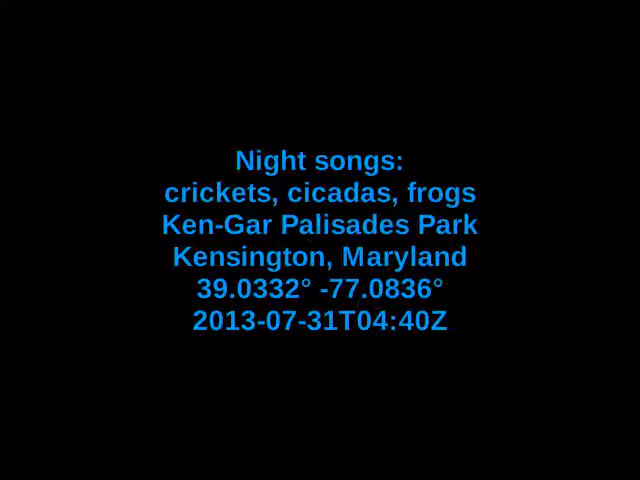 Night songs:
crickets, cicadas, frogs
Ken-Gar Palisades Park
Kensington, Maryland
39.0332° -77.0836°
2013-07-31T04:40Z